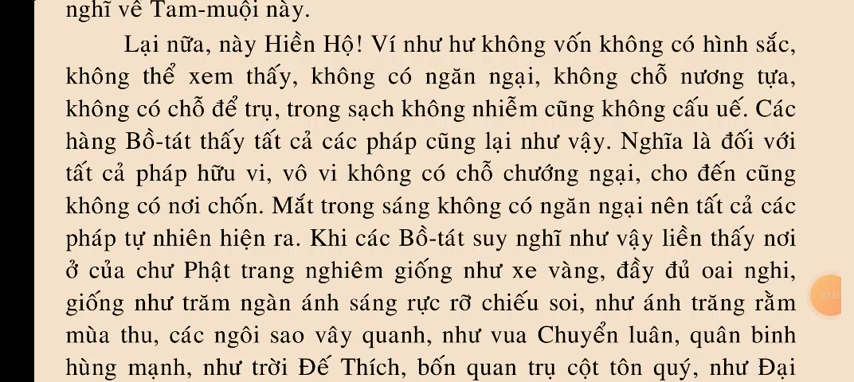 nghĩ về Tam-muội này.
Lại nữa, này Hiền Hộ! Ví như hư không vốn không có hình sắc,
không thể xem thấy, không có ngăn ngại, không chỗ nương tựa,
không có chỗ để trụ, trong sạch không nhiễm cũng không cấu uế. Các
hàng Bồ-tát thấy tất cả các pháp cũng lại như vậy. Nghĩa là đối với
tất cả pháp hữu vi, vô vi không có chỗ chướng ngại, cho đến cũng
không có nơi chốn. Mắt trong sáng không có ngăn ngại nên tất cả các
pháp tự nhiên hiện ra. Khi các Bồ-tát suy nghĩ như vậy liền thấy nơi
ở của chư Phật trang nghiêm giống như xe vàng, đầy đủ oai nghi,
giống như trăm ngàn ánh sáng rực rỡ chiếu soi, như ánh trăng rằm
mùa thu, các ngôi sao vây quanh, như vua Chuyển luân, quân binh
hùng mạnh, như trời Đế Thích, bốn quan trụ cột tôn quý, như Đại